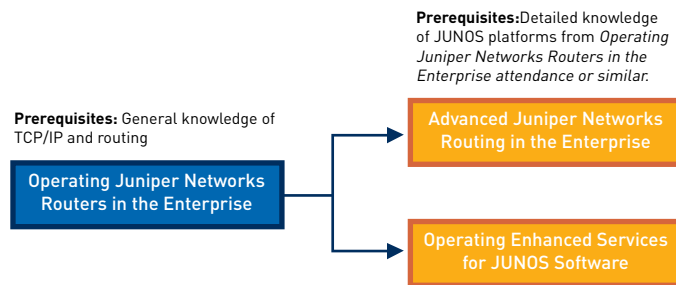 Prerequisites:Detailed knowledge
of JUNOS platforms from Operating
Juniper Networks Routers in the
Enterprise attendance or similar.
Prerequisites: General knowledge of
TCP/IP and routing
Advanced Juniper Networks
Routing in the Enterprise
Operating Juniper Networks
Routers in the Enterprise
Operating Enhanced Services
for JUNOS Software